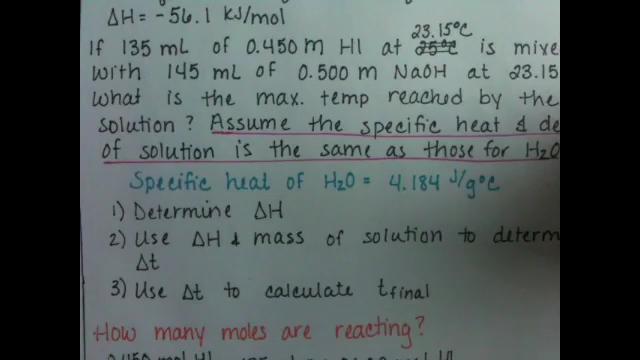 ΔH = -56.1 KJ/mol
23.15°C
If 135 mL of 0.450 m HI at 25°C is mixe
with 145 mL of 0.500 m NaOH at 23.15
What is the max. temp reached by the
solution? Assume the specific heat & de
of solution is the same as those for H₂O
Specific heat of H₂O = 4.184 J/g°C
1) Determine ΔH
2) Use ΔH & mass of solution to determ
Δt
3) Use Δt to calculate tfinal
How many moles are reacting?